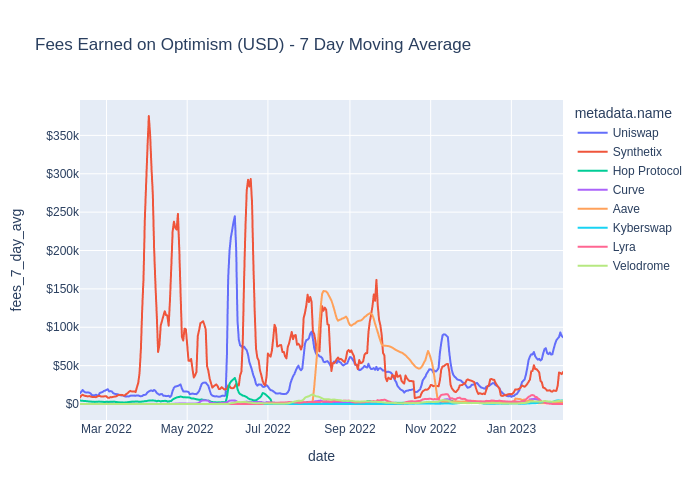 Fees Earned on Optimism (USD) - 7 Day Moving Average
metadata.name
Uniswap
Synthetix
Hop Protocol
Curve
Aave
Kyberswap
Lyra
Velodrome
fees_7_day_avg
$350k
$300k
$250k
$200k
$150k
$100k
$50k
$0
Mar 2022
May 2022
Jul 2022
Sep 2022
Nov 2022
Jan 2023
date